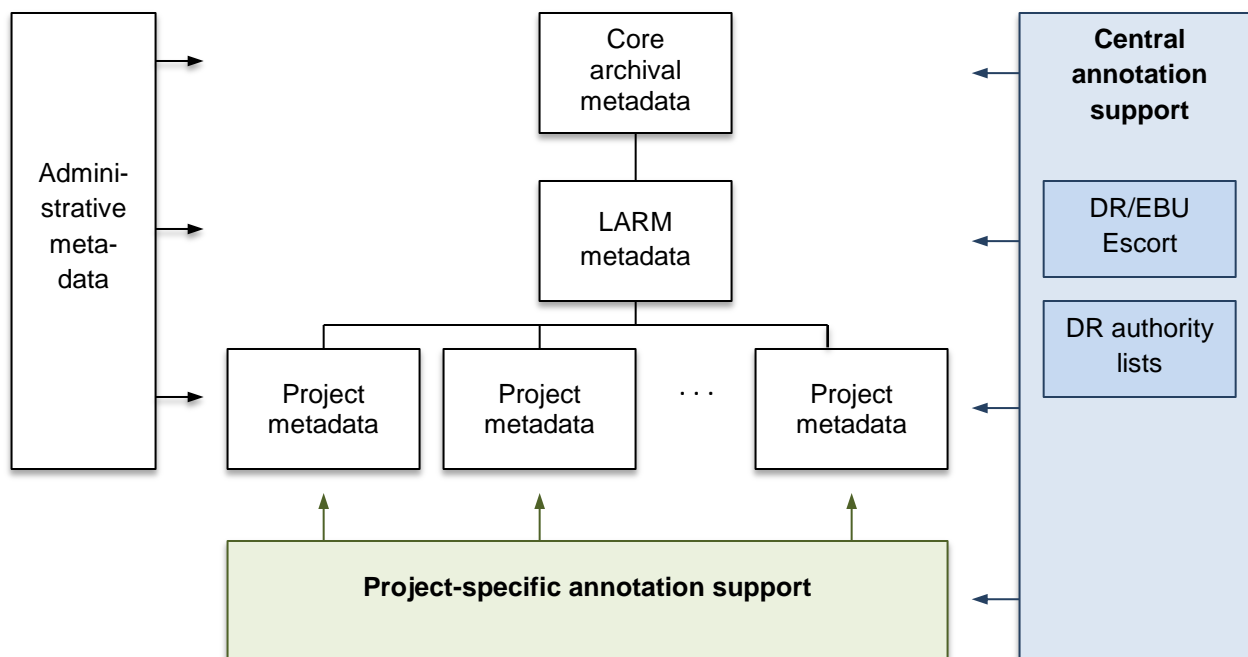 Core
archival
metadata
Central
annotation
support
Admini-
strative
meta-
data
LARM
metadata
DR/EBU
Escort
DR authority
lists
Project
metadata
Project
metadata
. . .
Project
metadata
Project-specific annotation support